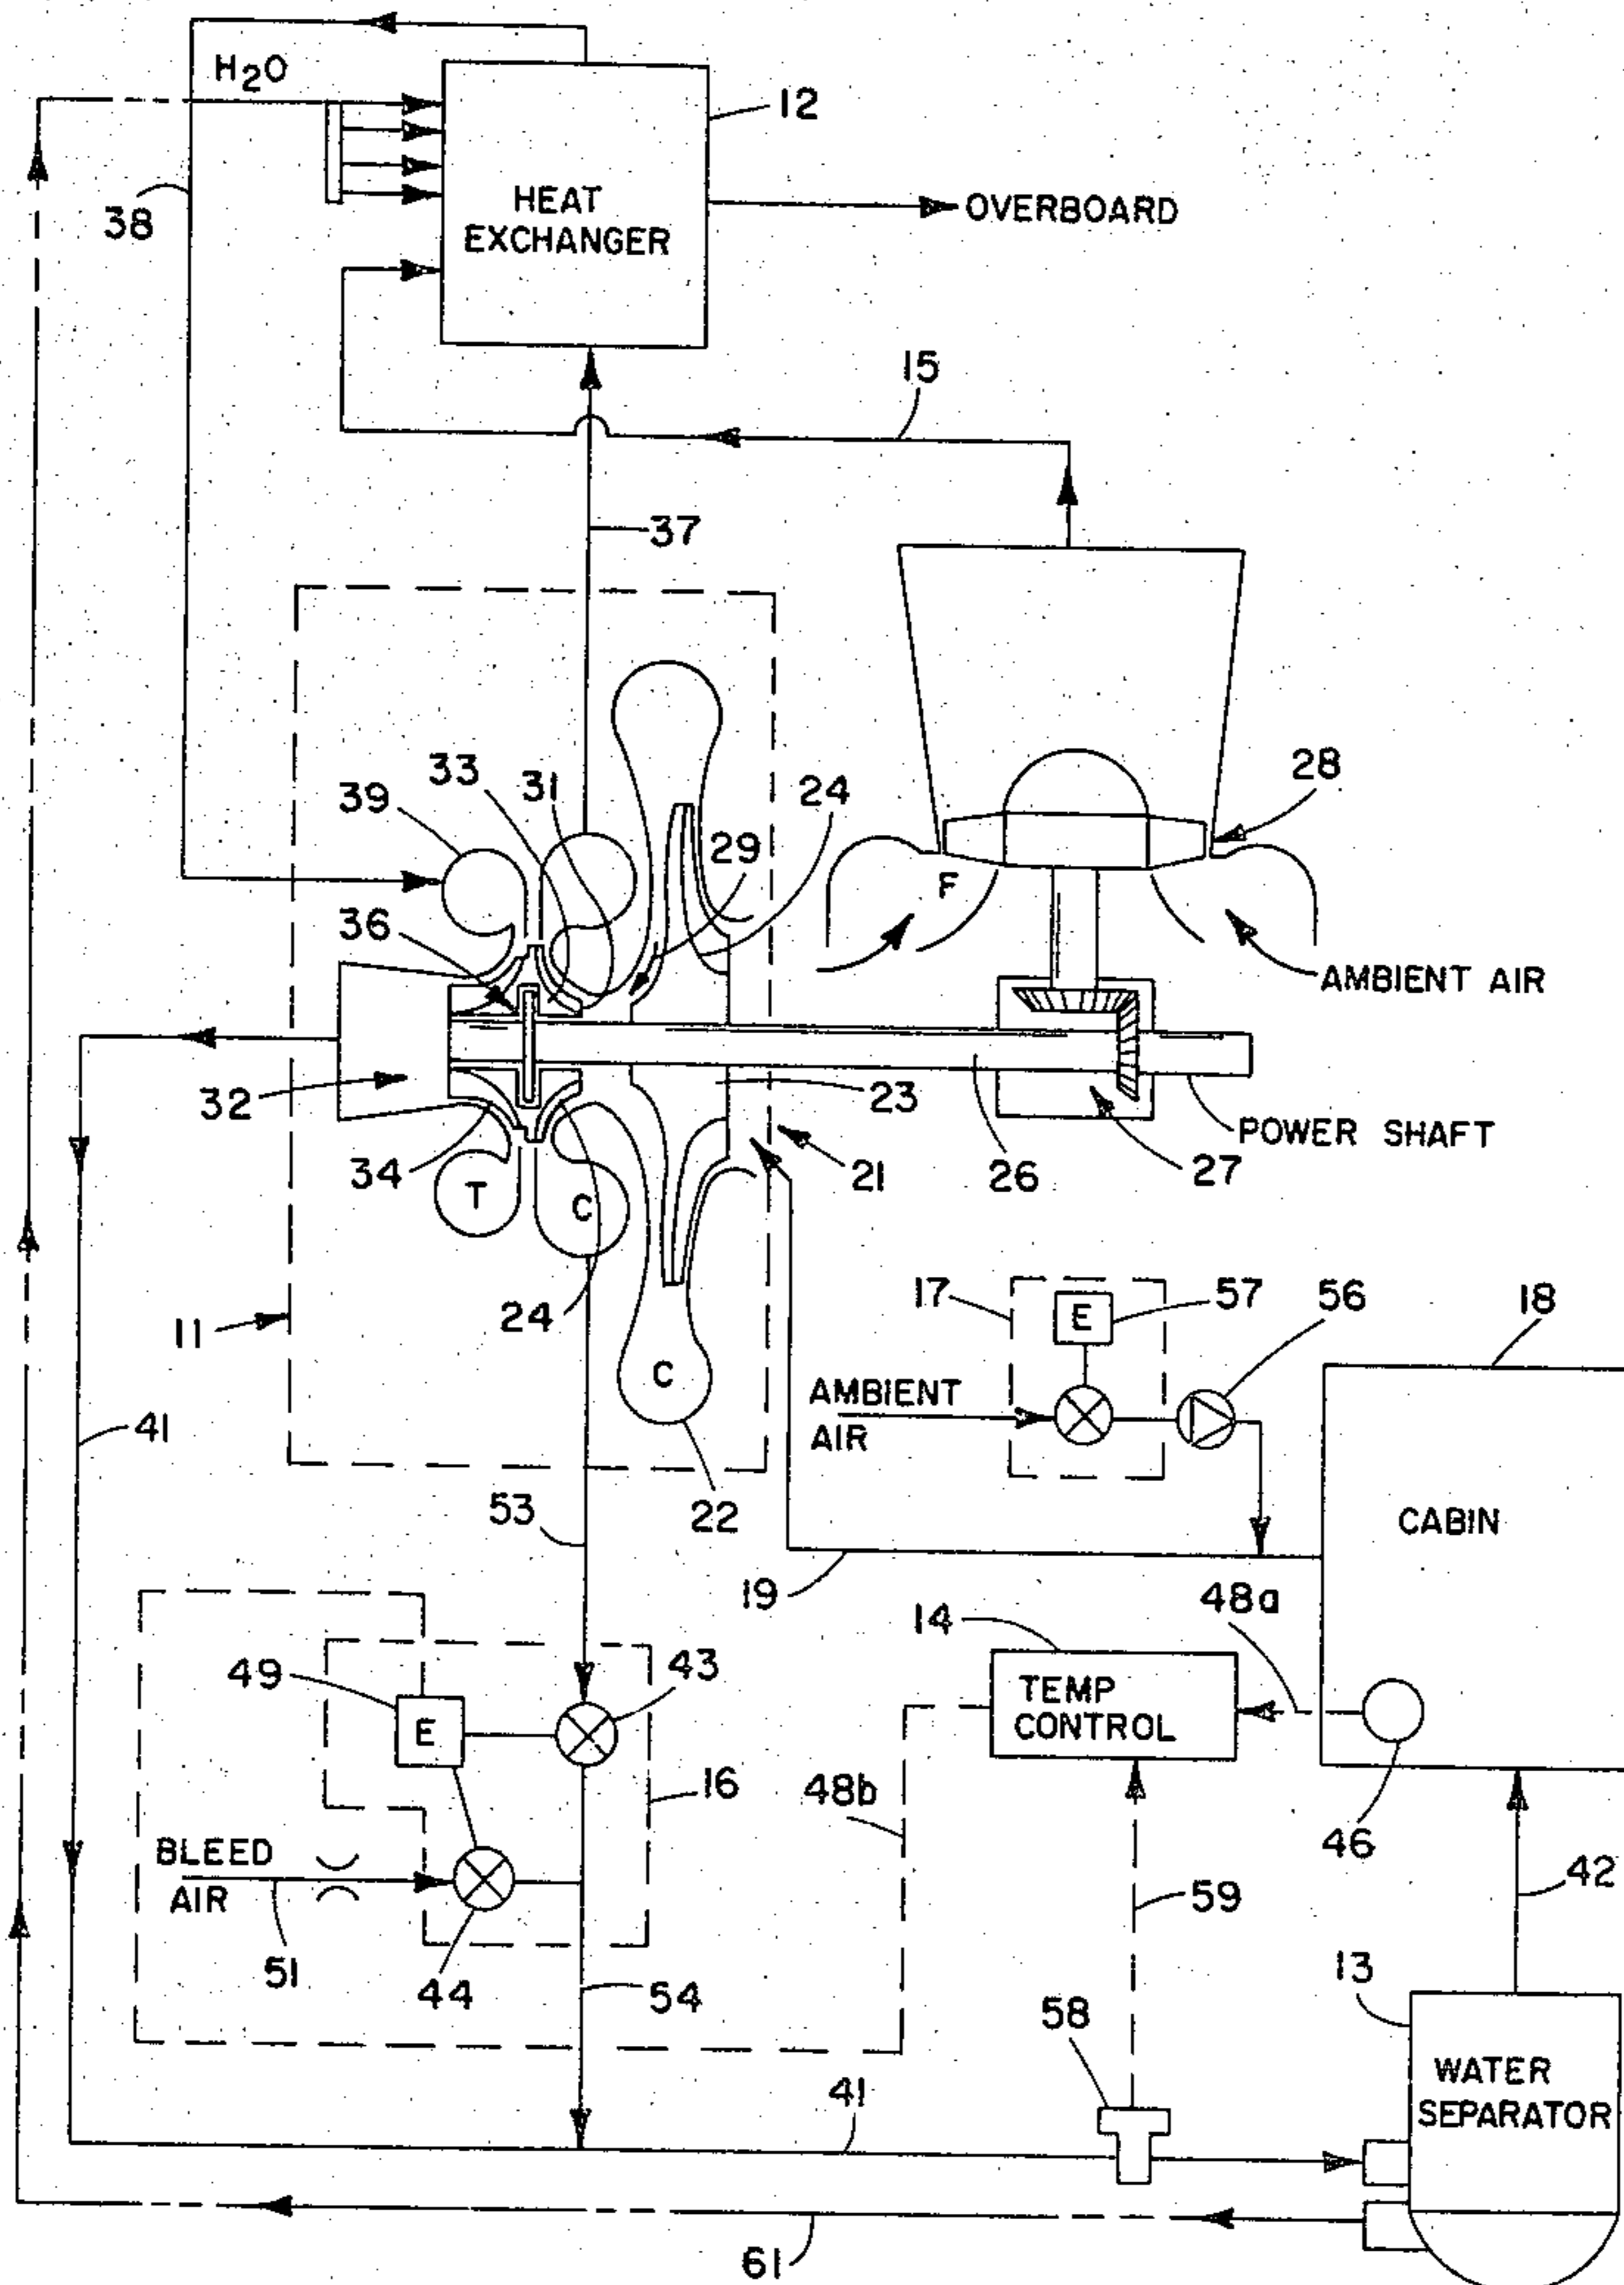 H2O
12
HEAT
EXCHANGER
OVERBOARD
38
15
37
33
31
39
24
28
29
F
36
AMBIENT AIR
32
23
POWER SHAFT
34
21
26
27
T
C
24
11
17
E
57
56
18
C
AMBIENT
AIR
41
53
22
CABIN
19
14
48a
49
43
TEMP
CONTROL
E
16
48b
46
BLEED
AIR
59
42
51
44
54
13
58
WATER
SEPARATOR
41
61